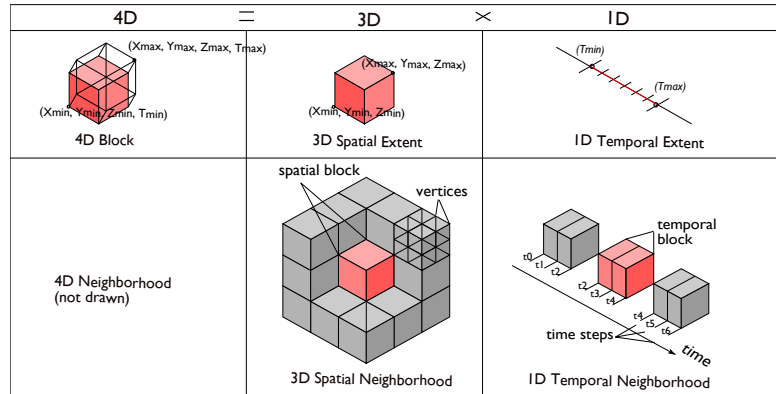 4D = 3D × 1D
(Xmax, Ymax, Zmax, Tmax)
(Xmin, Ymin, Zmin, Tmin)
4D Block
(Xmax, Ymax, Zmax)
(Xmin, Ymin, Zmin)
3D Spatial Extent
(Tmin)
(Tmax)
1D Temporal Extent
4D Neighborhood
(not drawn)
spatial block
vertices
3D Spatial Neighborhood
temporal
block
t0
t1
t2
t2
t3
t4
t4
t5
t6
time steps
time
1D Temporal Neighborhood